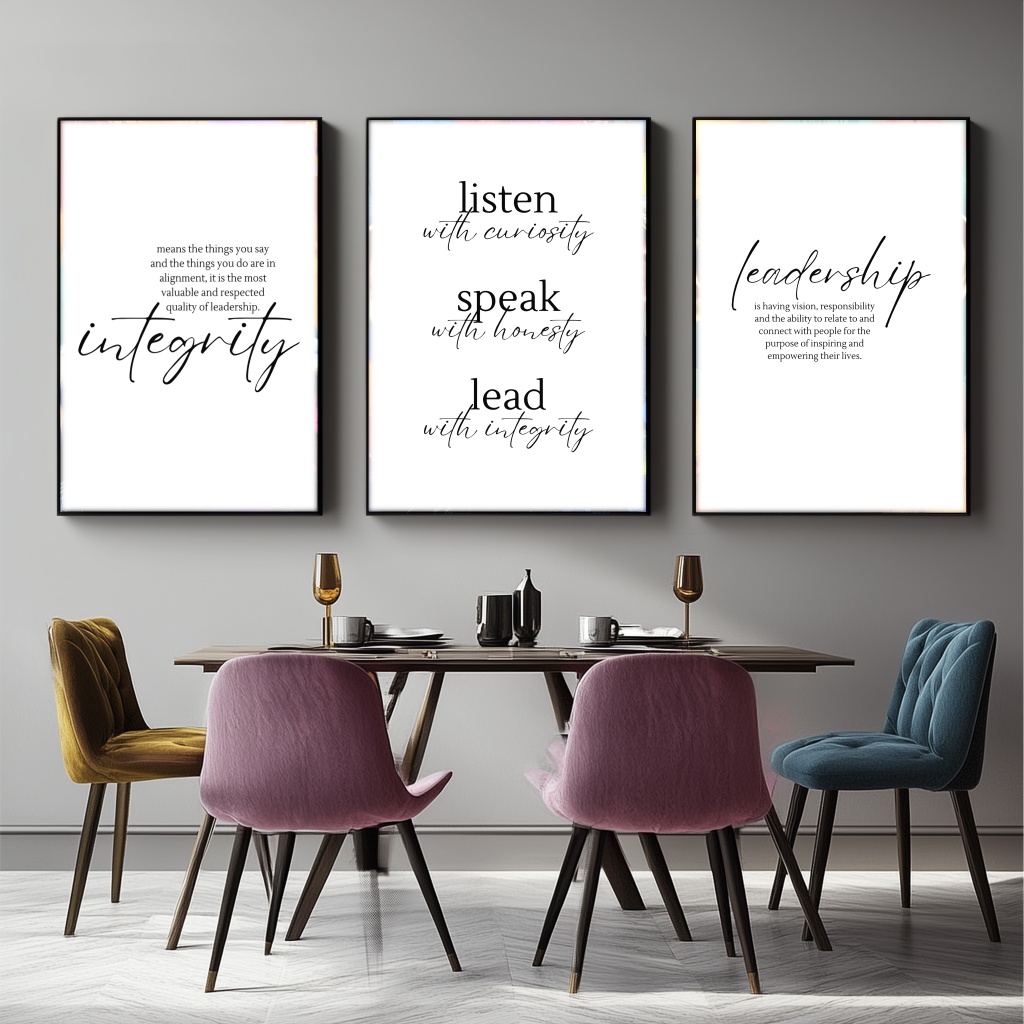 means the things you say
and the things you do are in
alignment, it is the most
valuable and respected
quality of leadership.
integrity
listen
with curiosity
speak
with honesty
lead
with integrity
leadership
is having vision, responsibility
and the ability to relate to and
connect with people for the
purpose of inspiring and
empowering their lives.